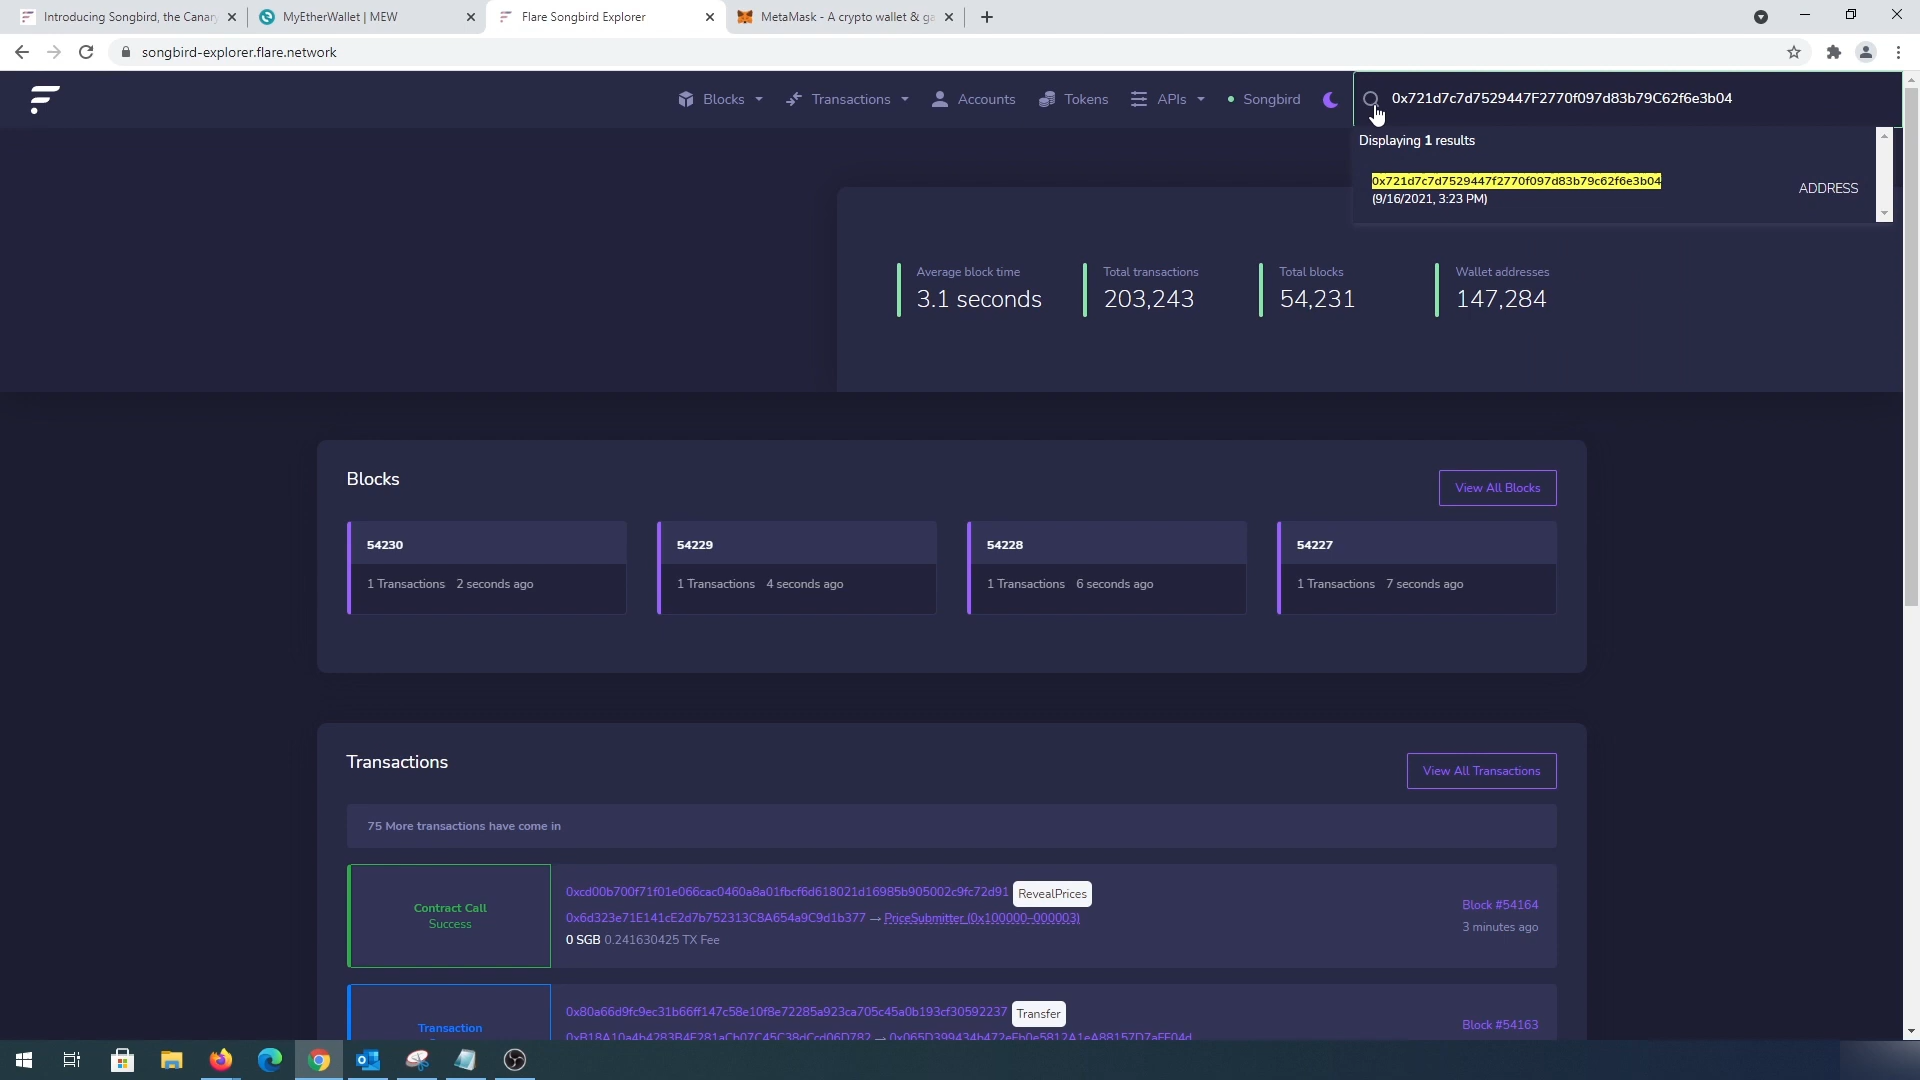 Introducing Songbird, the Canary
MyEtherWallet | MEW
Flare Songbird Explorer
MetaMask - A crypto wallet & ga
songbird-explorer.flare.network
Blocks
Transactions
Accounts
Tokens
APIs
Songbird
0x721d7c7d7529447F2770f097d83b79C62f6e3b04
Displaying 1 results
0x721d7c7d7529447f2770f097d83b79c62f6e3b04
ADDRESS
(9/16/2021, 3:23 PM)
Average block time
3.1 seconds
Total transactions
203,243
Total blocks
54,231
Wallet addresses
147,284
Blocks
View All Blocks
54230
1 Transactions 2 seconds ago
54229
1 Transactions 4 seconds ago
54228
1 Transactions 6 seconds ago
54227
1 Transactions 7 seconds ago
Transactions
View All Transactions
75 More transactions have come in
Contract Call
Success
0xcd00b700f71f01e066cac0460a8a01fbcf6d618021d16985b905002c9fc72d91 RevealPrices
0x6d323e71E141cE2d7b752313C8A654a9C9d1b377 → PriceSubmitter (0x100000–000003)
0 SGB 0.241630425 TX Fee
Block #54164
3 minutes ago
Transaction
0x80a66d9fc9ec31b66ff147c58e10f8e72285a923ca705c45a0b193cf30592237 Transfer
Block #54163